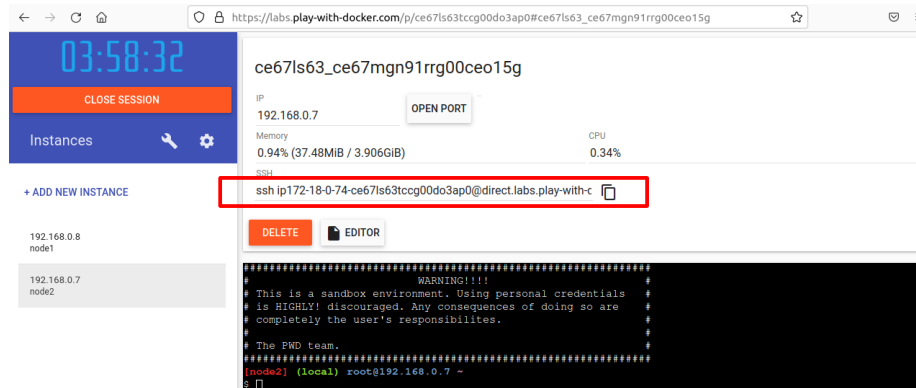 https://labs.play-with-docker.com/p/ce67ls63tccg00do3ap0#ce67ls63_ce67mgn91rrg00ceo15g
03:58:32
CLOSE SESSION
Instances
+ ADD NEW INSTANCE
192.168.0.8
node1
192.168.0.7
node2
ce67ls63_ce67mgn91rrg00ceo15g
IP
192.168.0.7
OPEN PORT
Memory
CPU
0.94% (37.48MiB / 3.906GiB)
0.34%
SSH
ssh ip172-18-0-74-ce67ls63tccg00do3ap0@direct.labs.play-with-c
DELETE
EDITOR
###############################################################
# WARNING!!!! #
# This is a sandbox environment. Using personal credentials #
# is HIGHLY! discouraged. Any consequences of doing so are #
# completely the user's responsibilites. #
# #
# The PWD team. #
###############################################################
[node2] (local) root@192.168.0.7 ~
$